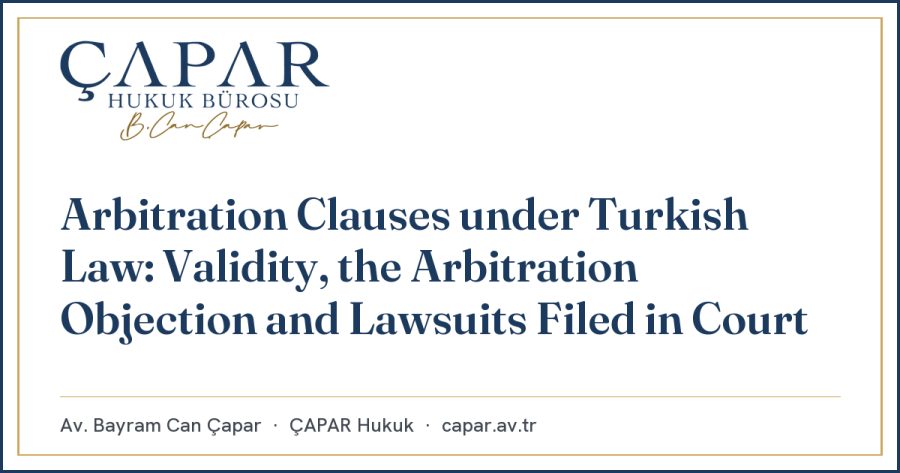 ÇAPAR
HUKUK BÜROSU
B.Can Çapar
Arbitration Clauses under Turkish
Law: Validity, the Arbitration
Objection and Lawsuits Filed in Court
Av. Bayram Can Çapar · ÇAPAR Hukuk · capar.av.tr